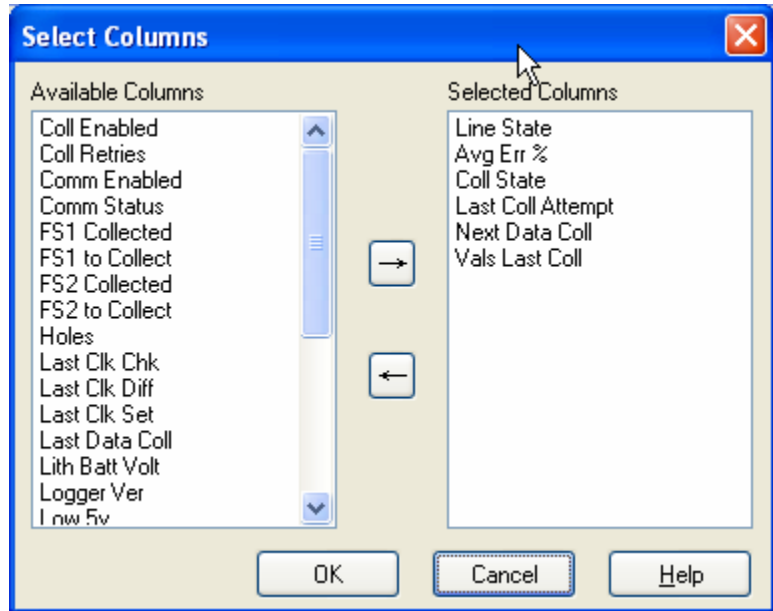 Select Columns
Available Columns
Coll Enabled
Coll Retries
Comm Enabled
Comm Status
FS1 Collected
FS1 to Collect
FS2 Collected
FS2 to Collect
Holes
Last Clk Chk
Last Clk Diff
Last Clk Set
Last Data Coll
Lith Batt Volt
Logger Ver
Low 5v
Selected Columns
Line State
Avg Err %
Coll State
Last Coll Attempt
Next Data Coll
Vals Last Coll
OK
Cancel
Help